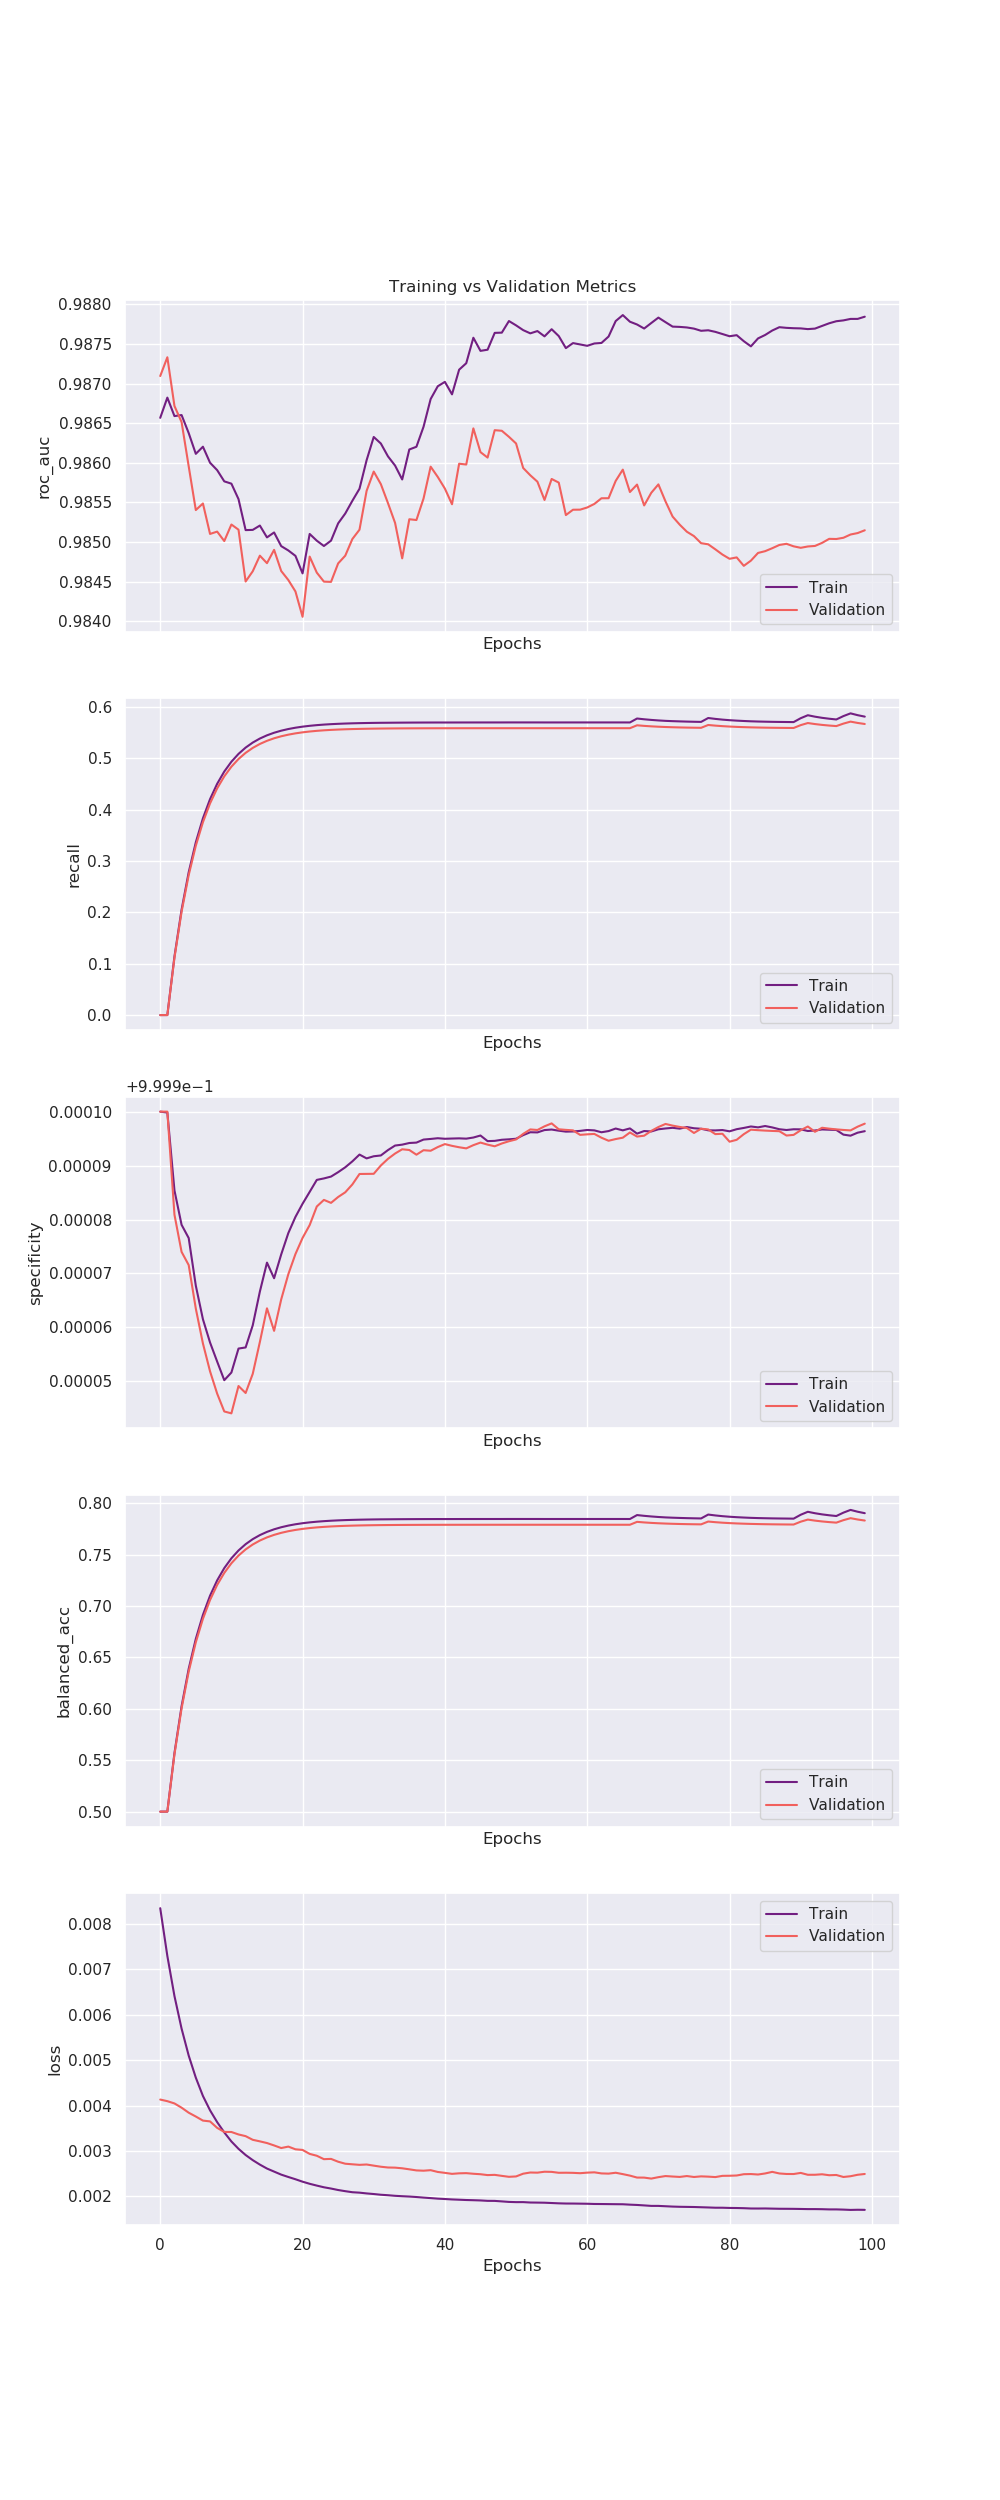 Training vs Validation Metrics
0.9880
0.9875
0.9870
0.9865
0.9860
0.9855
0.9850
0.9845
0.9840
roc_auc
Train
Validation
Epochs
0.6
0.5
0.4
0.3
0.2
0.1
0.0
recall
Train
Validation
Epochs
+9.999e−1
0.00010
0.00009
0.00008
0.00007
0.00006
0.00005
specificity
Train
Validation
Epochs
0.80
0.75
0.70
0.65
0.60
0.55
0.50
balanced_acc
Train
Validation
Epochs
0.008
0.007
0.006
0.005
0.004
0.003
0.002
loss
Train
Validation
0 20 40 60 80 100
Epochs